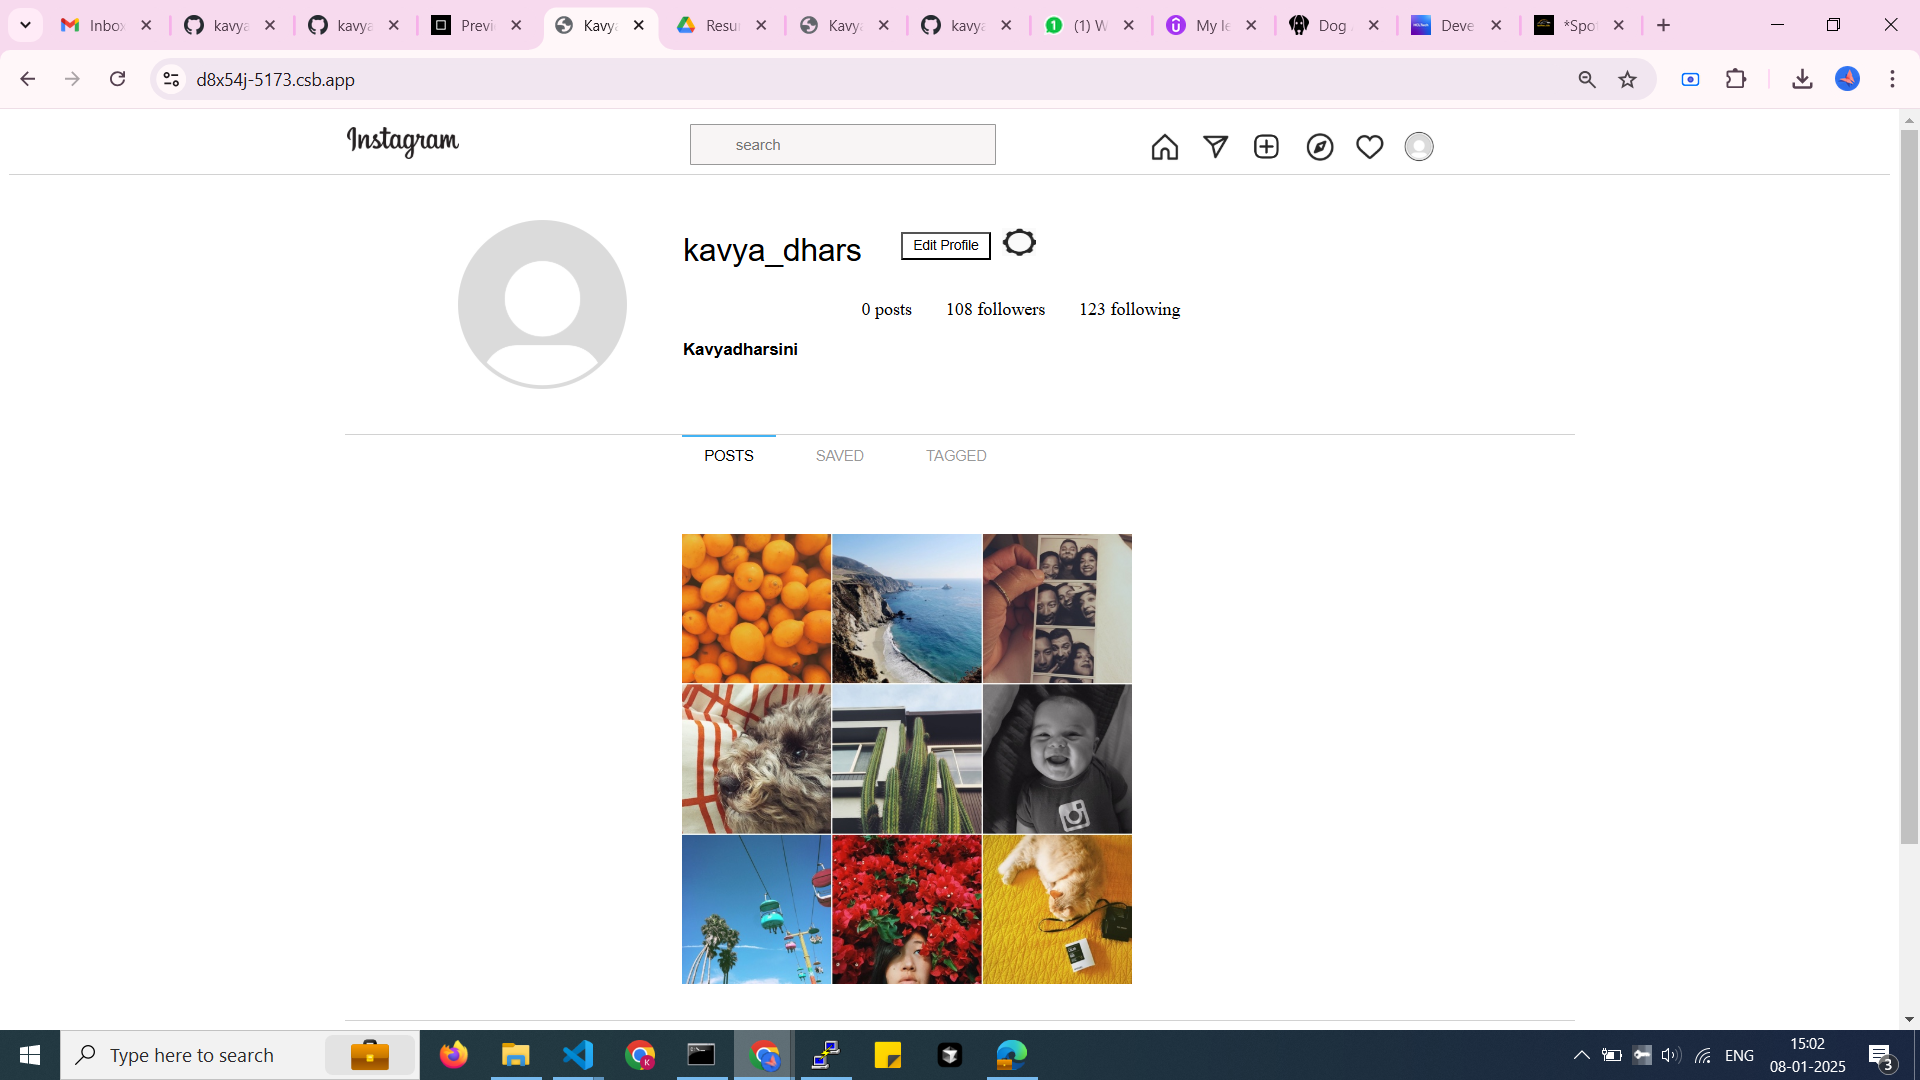 Inbox
kavya
kavya
Previ
Kavya
Resu
Kavya
kavya
(1) W
My le
Dog
Deve
*Spot
d8x54j-5173.csb.app
Instagram
search
kavya_dhars
Edit Profile
0 posts 108 followers 123 following
Kavyadharsini
POSTS SAVED TAGGED
Type here to search
K
ENG
15:02
08-01-2025
3